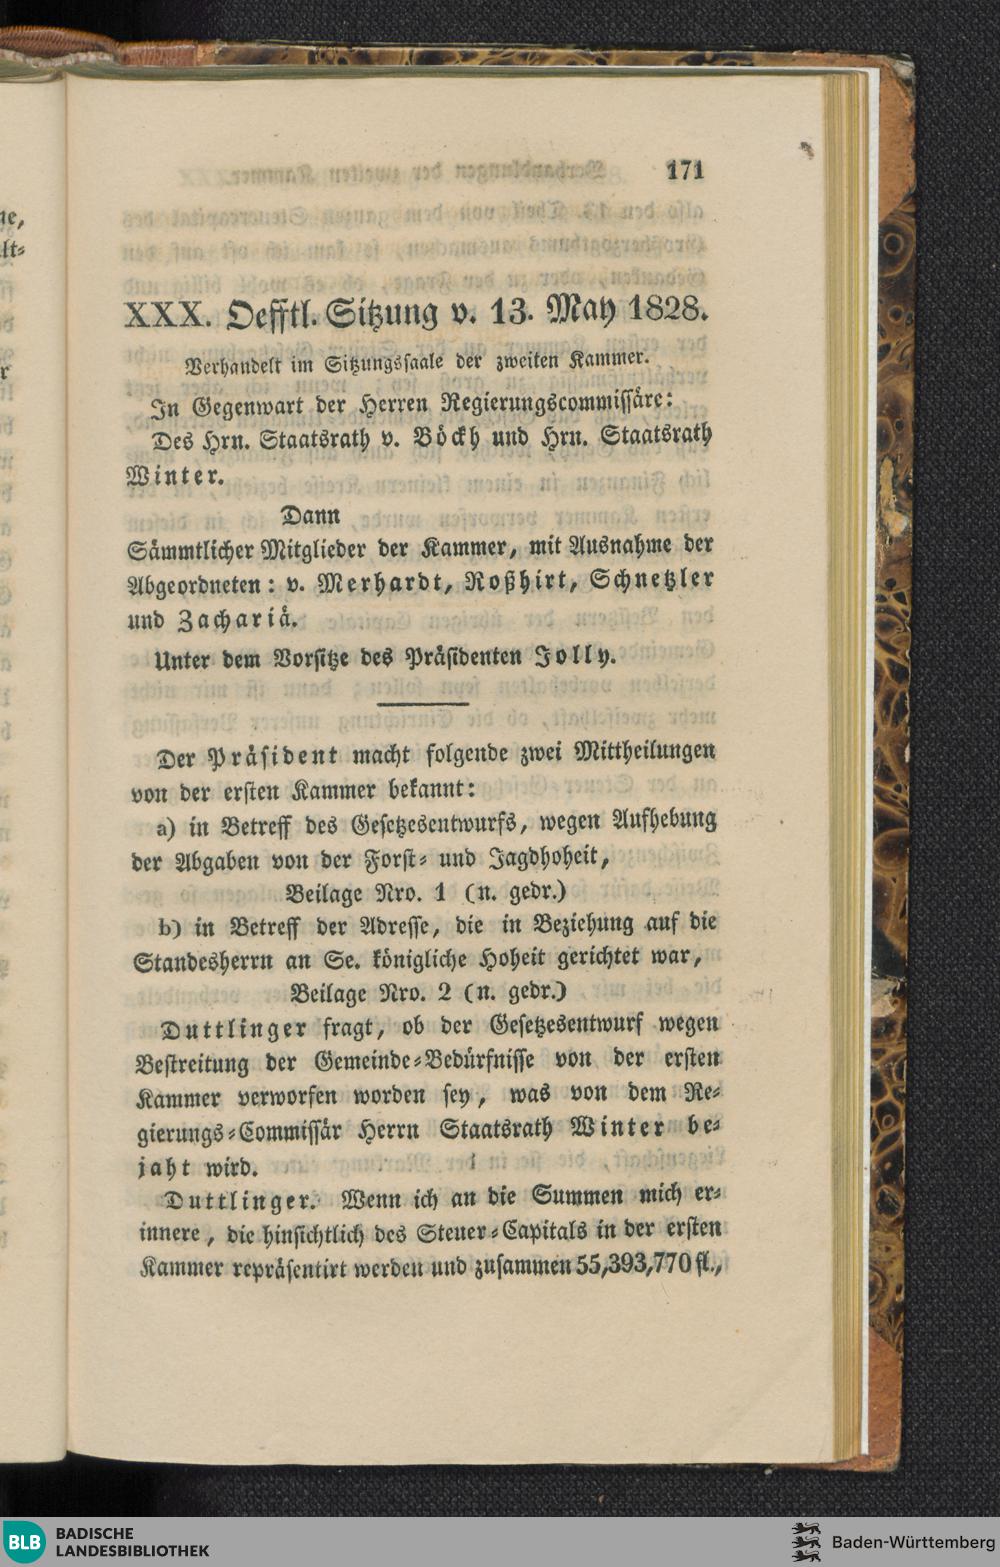 171
XXX. Oefftl. Sitzung v. 13. May 1828.
Verhandelt im Sitzungssaale der zweiten Kammer.
In Gegenwart der Herren Regierungscommissäre:
Des Hrn. Staatsrath v. Böckh und Hrn. Staatsrath
Winter.
Dann
Sämmtlicher Mitglieder der Kammer, mit Ausnahme der
Abgeordneten: v. Merhardt, Roßhirt, Schnetzler
und Zachariä.
Unter dem Vorsitze des Präsidenten Jolly.
Der Präsident macht folgende zwei Mittheilungen
von der ersten Kammer bekannt:
a) in Betreff des Gesetzesentwurfs, wegen Aufhebung
der Abgaben von der Forst- und Jagdhoheit,
Beilage Nro. 1 (n. gedr.)
b) in Betreff der Adresse, die in Beziehung auf die
Standesherrn an Se. königliche Hoheit gerichtet war,
Beilage Nro. 2 (n. gedr.)
Duttlinger fragt, ob der Gesetzesentwurf wegen
Bestreitung der Gemeinde-Bedürfnisse von der ersten
Kammer verworfen worden sey, was von dem Re-
gierungs-Commissär Herrn Staatsrath Winter be-
jaht wird.
Duttlinger. Wenn ich an die Summen mich er-
innere, die hinsichtlich des Steuer-Capitals in der ersten
Kammer repräsentirt werden und zusammen 55,393,770 fl.,
BLB BADISCHE
LANDESBIBLIOTHEK
Baden-Württemberg